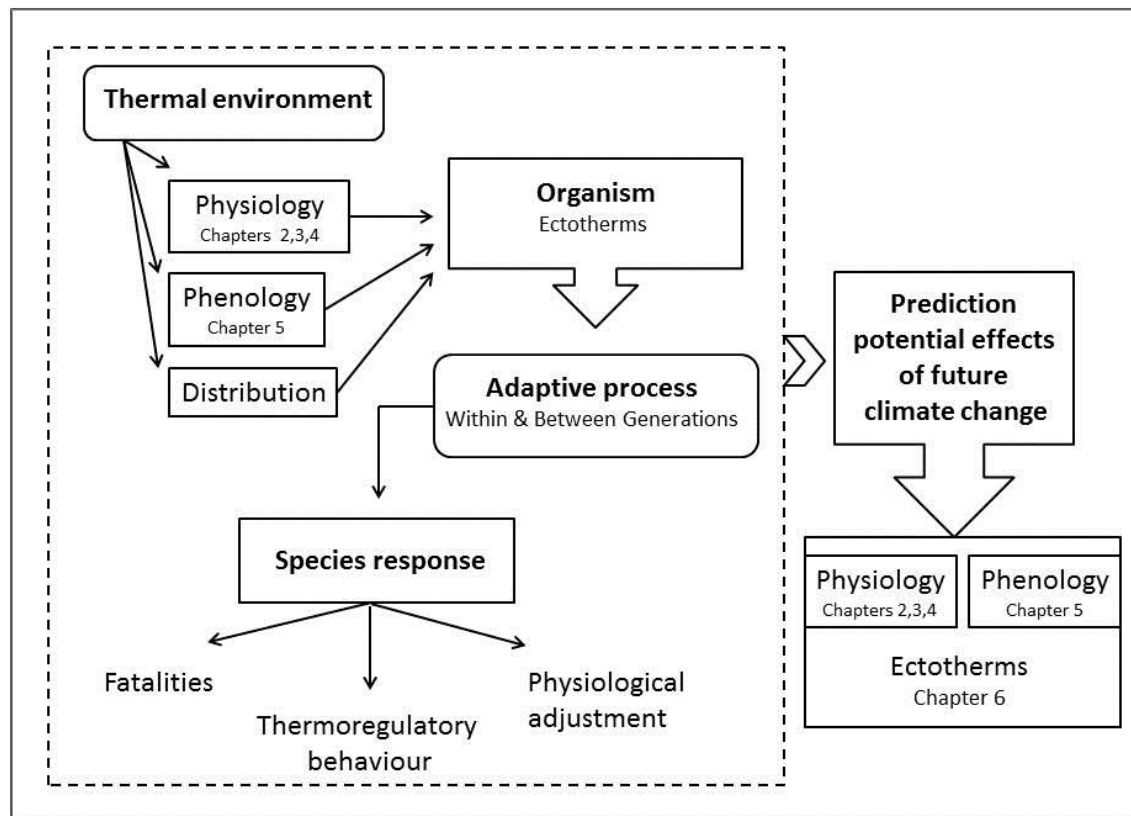 Thermal environment
Physiology
Chapters 2,3,4
Phenology
Chapter 5
Distribution
Organism
Ectotherms
Adaptive process
Within & Between Generations
Species response
Fatalities
Thermoregulatory
behaviour
Physiological
adjustment
Prediction
potential effects
of future
climate change
Physiology
Chapters 2,3,4
Phenology
Chapter 5
Ectotherms
Chapter 6